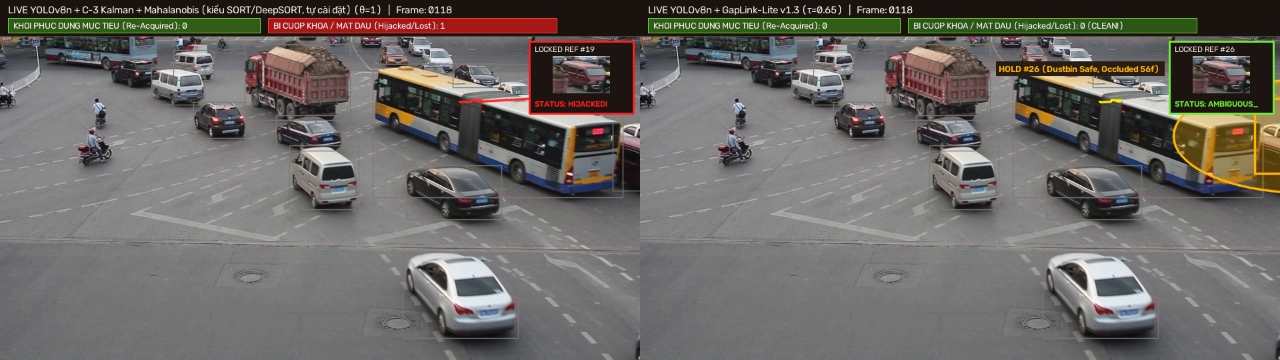 LIVE YOLOv8n + C-3 Kalman + Mahalanobis (kiểu SORT/DeepSORT, tự cài đặt) (θ=1) | Frame: 0118
KHOI PHUC DUNG MUC TIEU (Re-Acquired): 0
BI CUOP KHOA / MAT DAU (Hijacked/Lost): 1
LOCKED REF #19
STATUS: HIJACKED!
LIVE YOLOv8n + GapLink-Lite v1.3 (τ=0.65) | Frame: 0118
KHOI PHUC DUNG MUC TIEU (Re-Acquired): 0
BI CUOP KHOA / MAT DAU (Hijacked/Lost): 0 (CLEAN!)
LOCKED REF #26
HOLD #26 (Dustbin Safe, Occluded 56f)
STATUS: AMBIGUOUS_